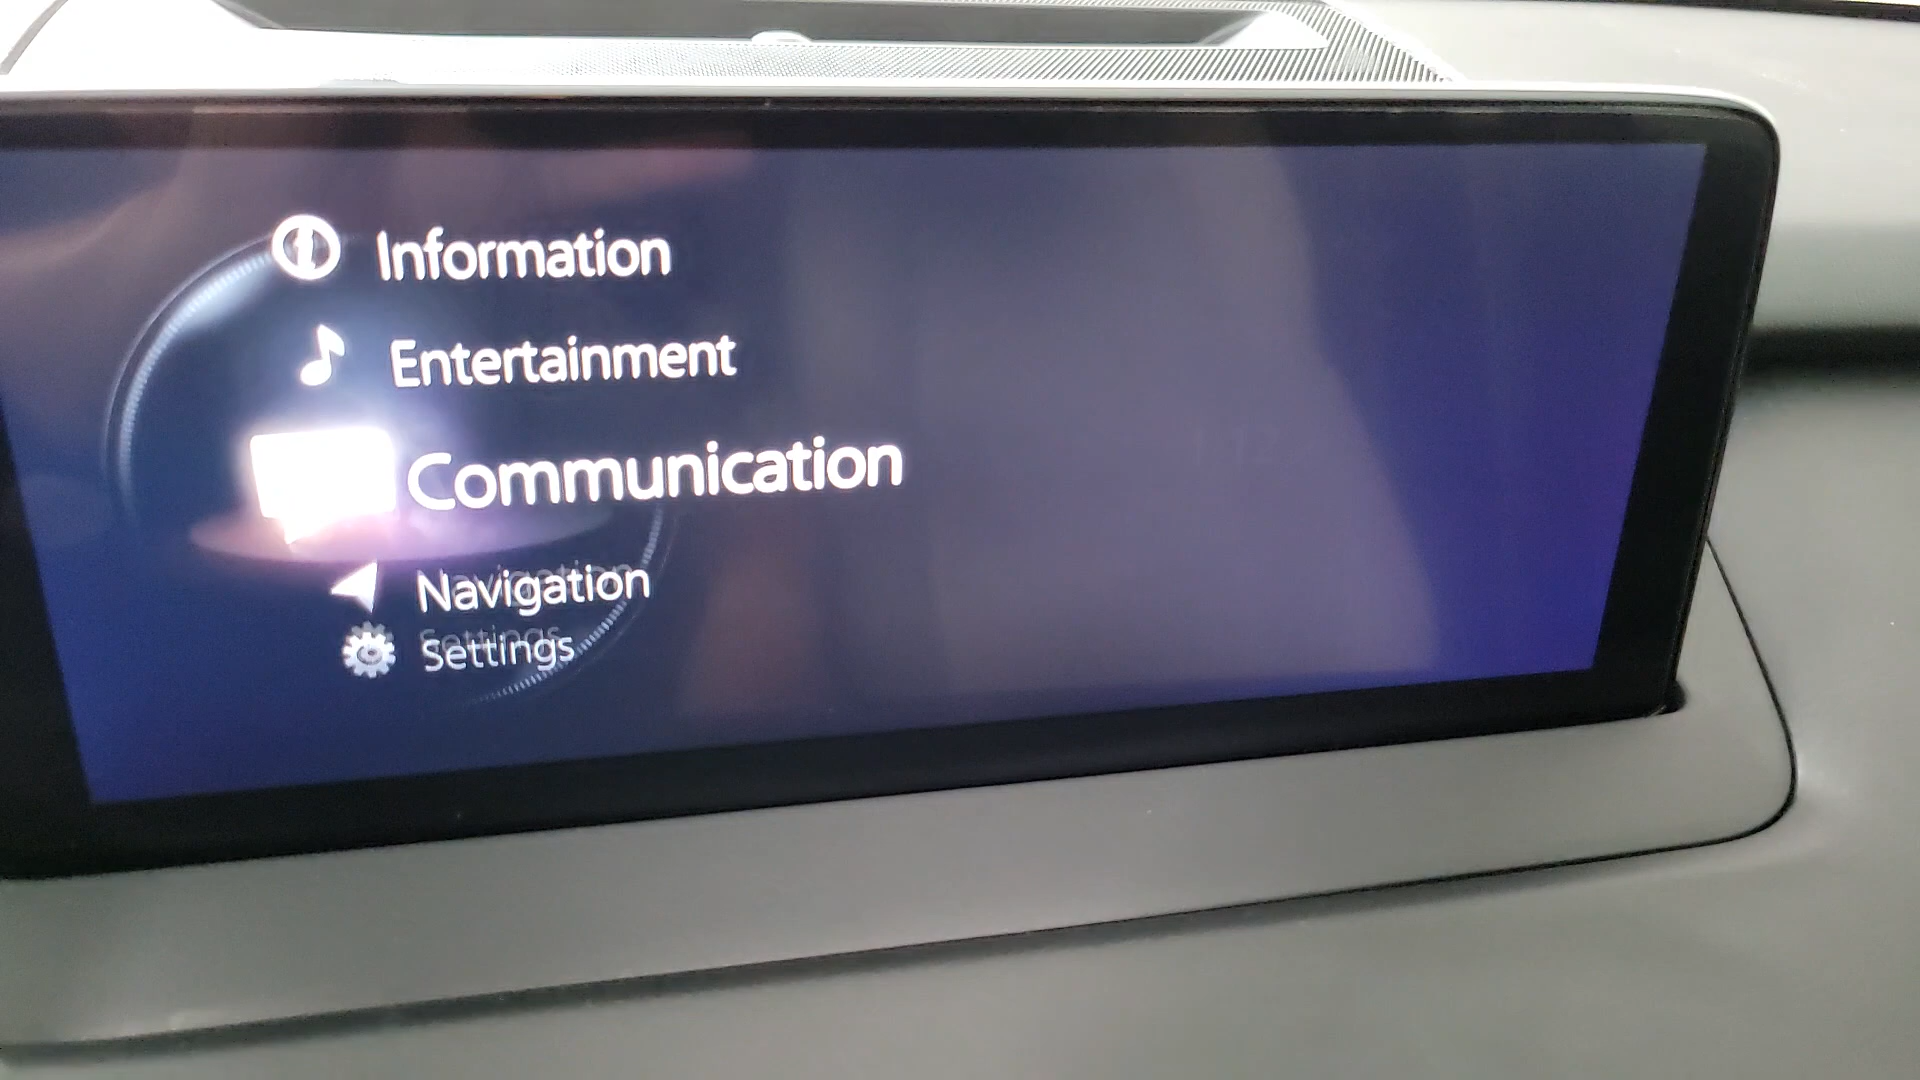 Information
Entertainment
Communication
Navigation
Settings